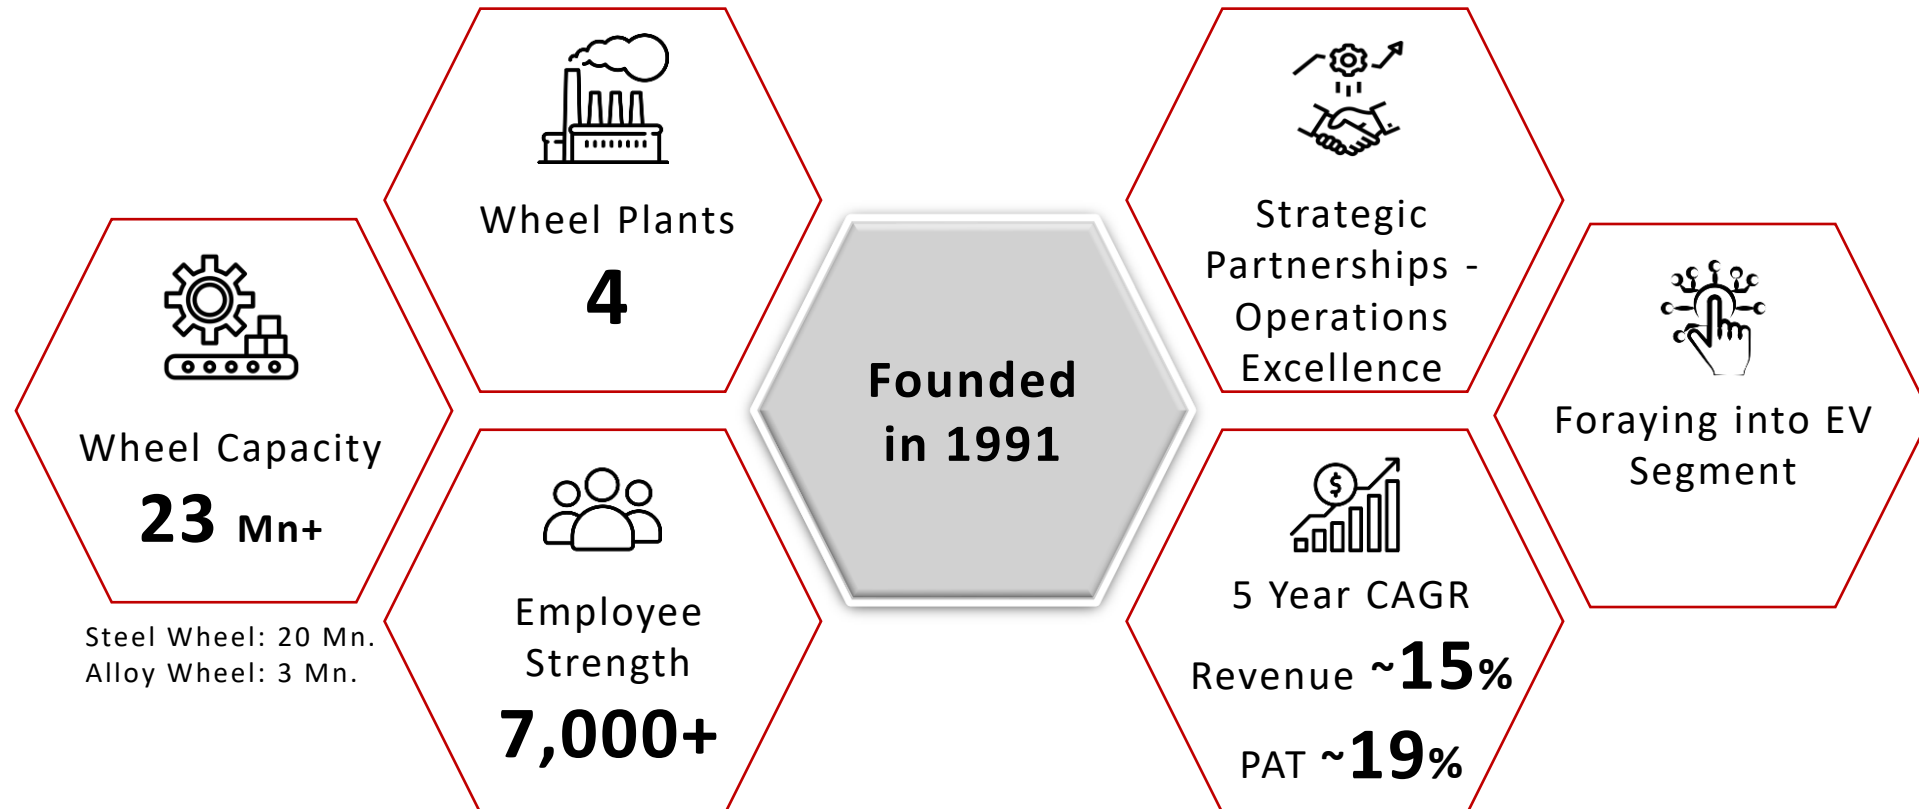 Wheel Plants
4
Wheel Capacity
23 Mn+
Steel Wheel: 20 Mn.
Alloy Wheel: 3 Mn.
Employee
Strength
7,000+
Founded
in 1991
Strategic
Partnerships -
Operations
Excellence
Foraying into EV
Segment
$
5 Year CAGR
Revenue ~15%
PAT ~19%